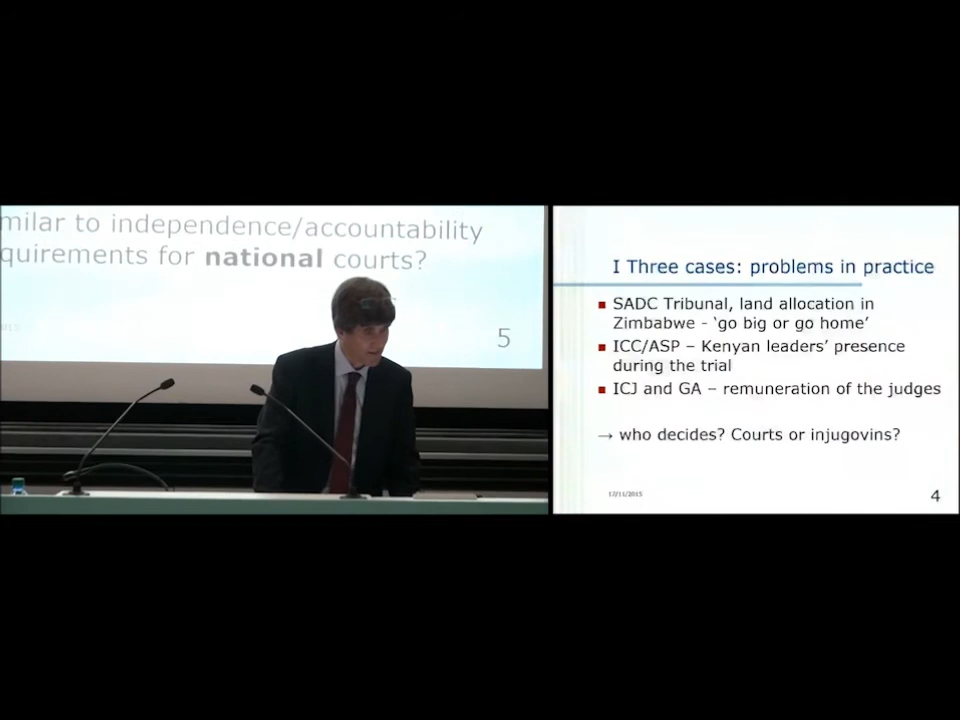 milar to independence/accountability
quirements for national courts?
5
I Three cases: problems in practice
SADC Tribunal, land allocation in
Zimbabwe - ‘go big or go home’
ICC/ASP – Kenyan leaders’ presence
during the trial
ICJ and GA – remuneration of the judges
→ who decides? Courts or injugovins?
13/11/2015
4